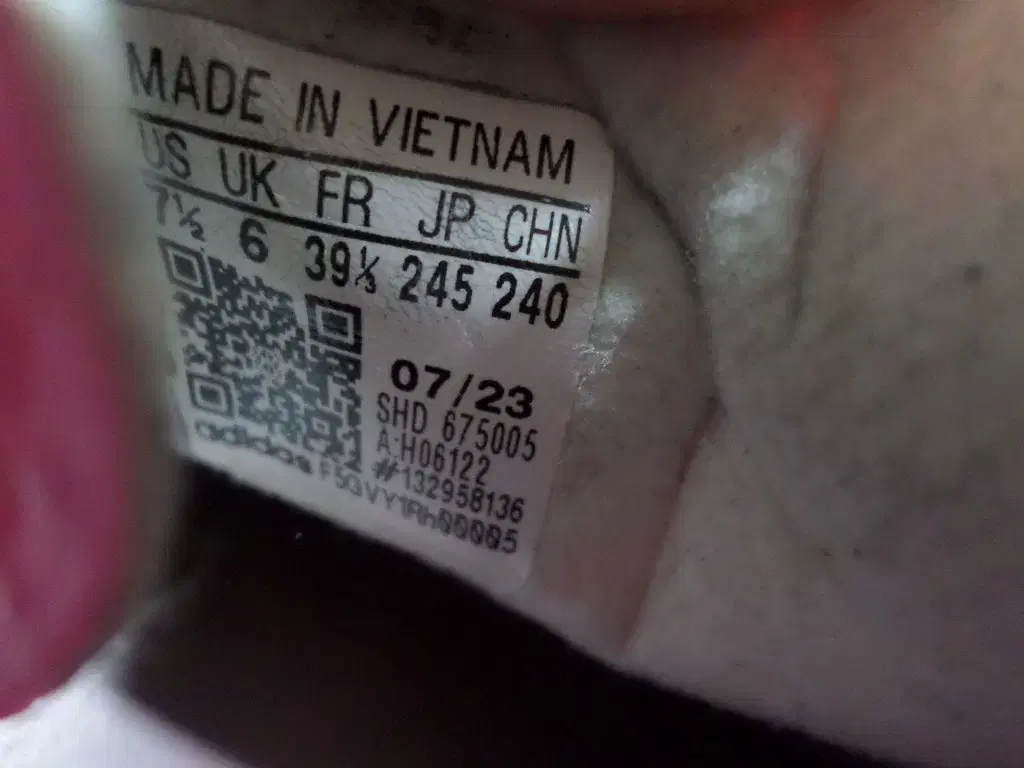 MADE IN VIETNAM
US UK FR JP CHN
7½ 6 39⅓ 245 240
07/23
SHD 675005
A:H06122
#132958136
adidas